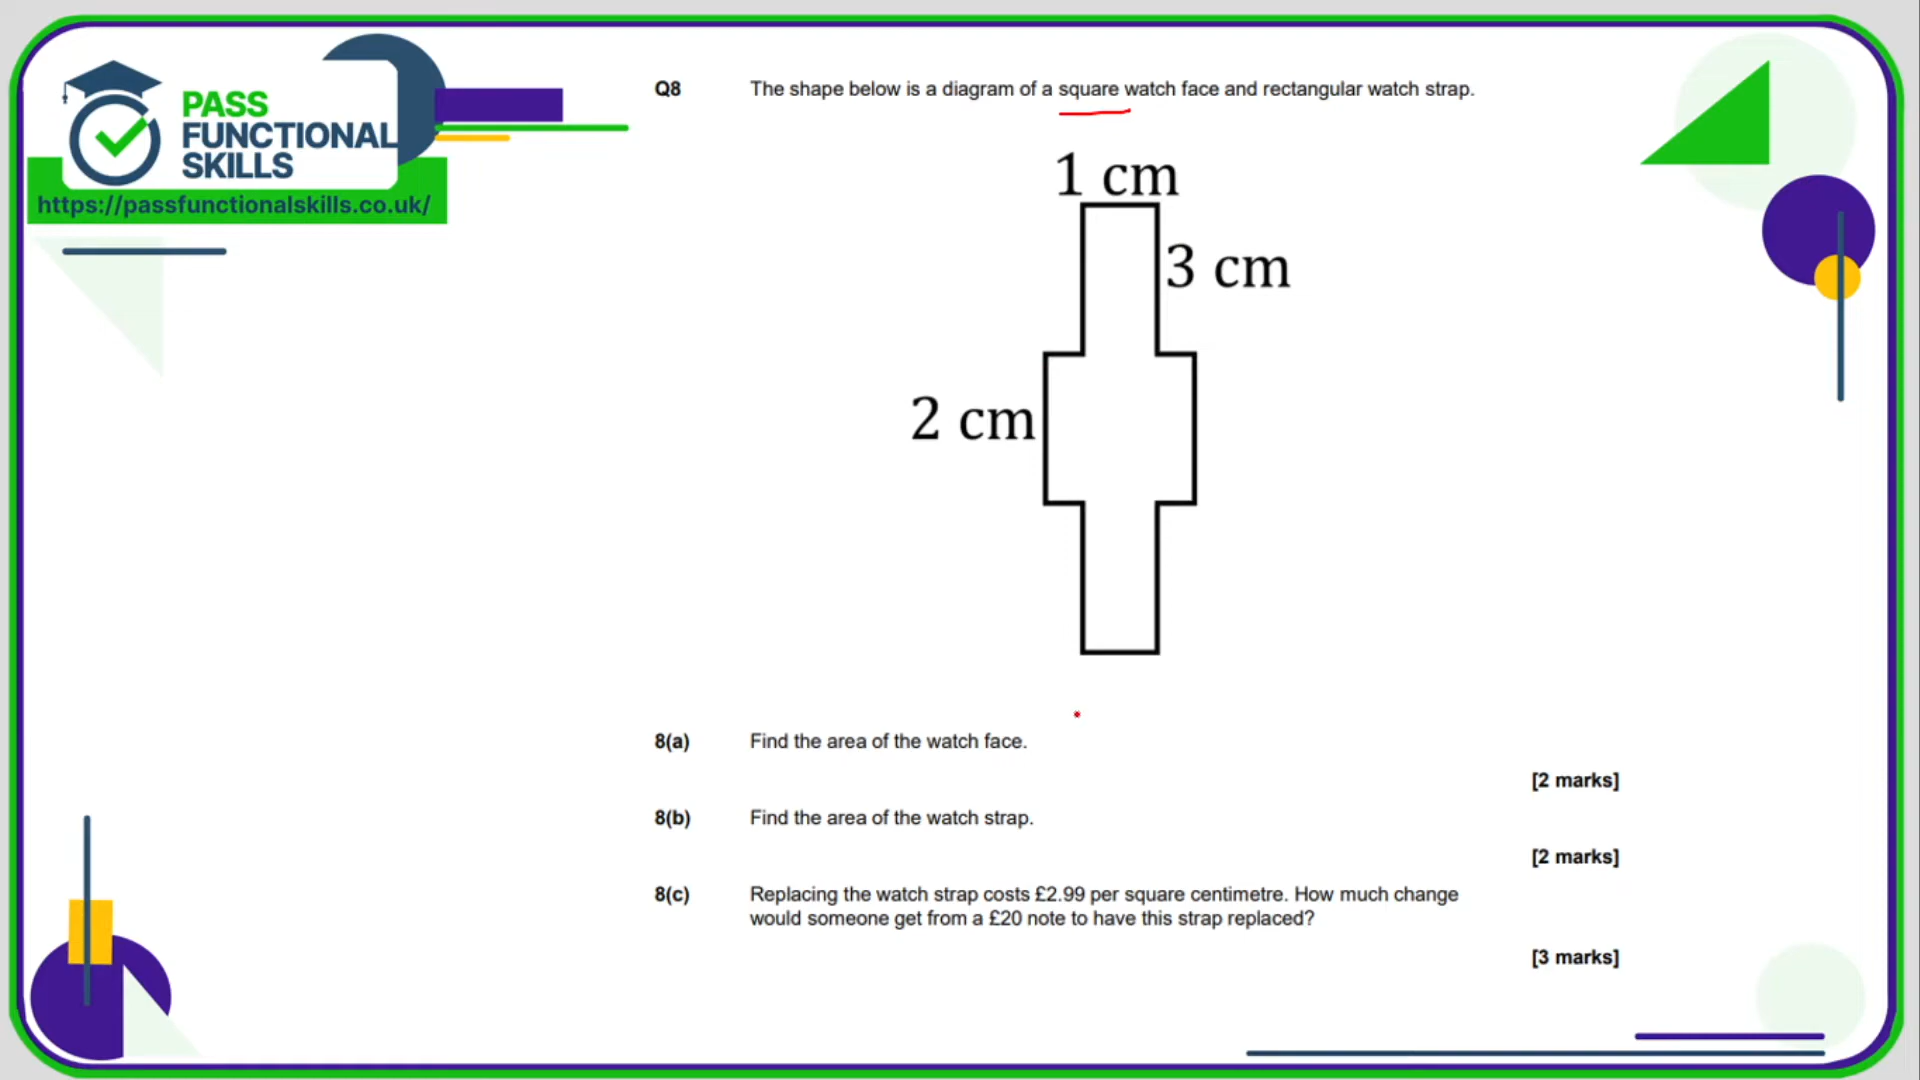 PASS
FUNCTIONAL
SKILLS
https://passfunctionalskills.co.uk/
Q8 The shape below is a diagram of a square watch face and rectangular watch strap.
1 cm
3 cm
2 cm
8(a) Find the area of the watch face.
[2 marks]
8(b) Find the area of the watch strap.
[2 marks]
8(c) Replacing the watch strap costs £2.99 per square centimetre. How much change
would someone get from a £20 note to have this strap replaced?
[3 marks]